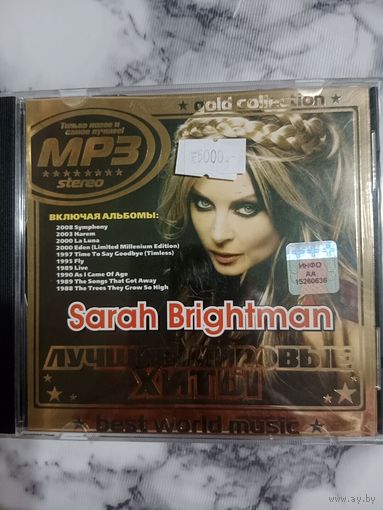 ★ gold collection ★
Только новое и
самое лучшее!
MP3
stereo
5000.-
ВКЛЮЧАЯ АЛЬБОМЫ:
2008 Symphony
2003 Harem
2000 La Luna
2000 Eden (Limited Millenium Edition)
1997 Time To Say Goodbye (Timless)
1995 Fly
1989 Live
1990 As I Came Of Age
1989 The Songs That Got Away
1988 The Trees They Grow So High
ИНФО
АА
15260636
Sarah Brightman
ЛУЧШИЕ МИРОВЫЕ
ХИТЫ
★ best world music ★
www.ay.by